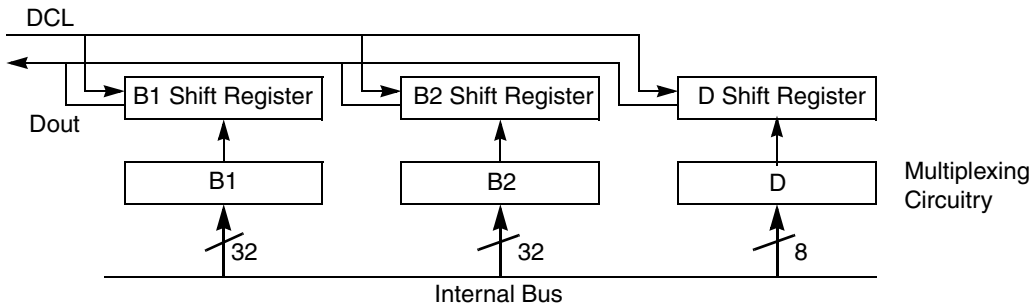 DCL
B1 Shift Register
B2 Shift Register
D Shift Register
Dout
B1
B2
D
Multiplexing
Circuitry
32
32
8
Internal Bus